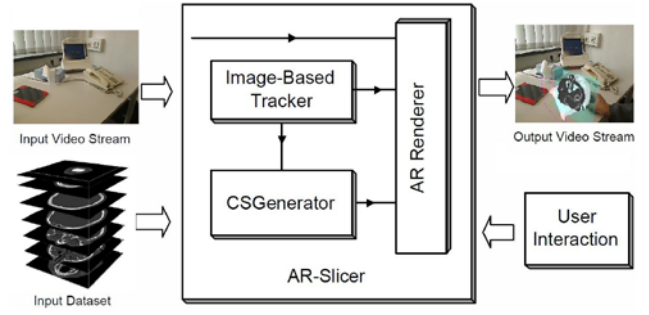 Input Video Stream
Image-Based
Tracker
AR Renderer
Output Video Stream
CSGenerator
User
Interaction
AR-Slicer
Input Dataset